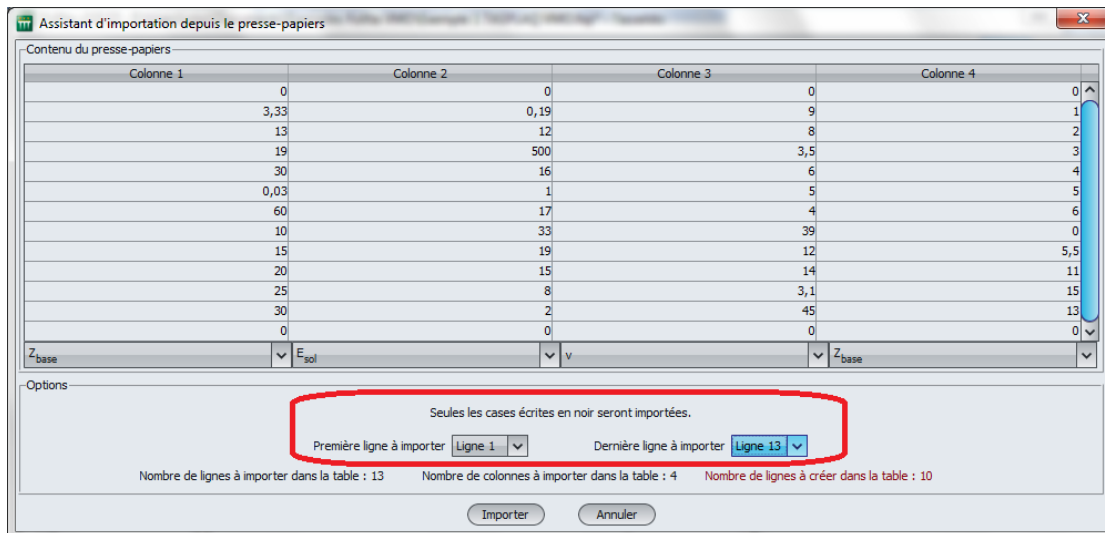 Assistant d'importation depuis le presse-papiers
Contenu du presse-papiers
Colonne 1 Colonne 2 Colonne 3 Colonne 4
0 0 0 0
3,33 0,19 9 1
13 12 8 2
19 500 3,5 3
30 16 6 4
0,03 1 5 5
60 17 4 6
10 33 39 0
15 19 12 5,5
20 15 14 11
25 8 3,1 15
30 2 45 13
0 0 0 0
Zbase Esol v Zbase
Options
Seules les cases écrites en noir seront importées.
Première ligne à importer Ligne 1 Dernière ligne à importer Ligne 13
Nombre de lignes à importer dans la table : 13 Nombre de colonnes à importer dans la table : 4 Nombre de lignes à créer dans la table : 10
Importer Annuler